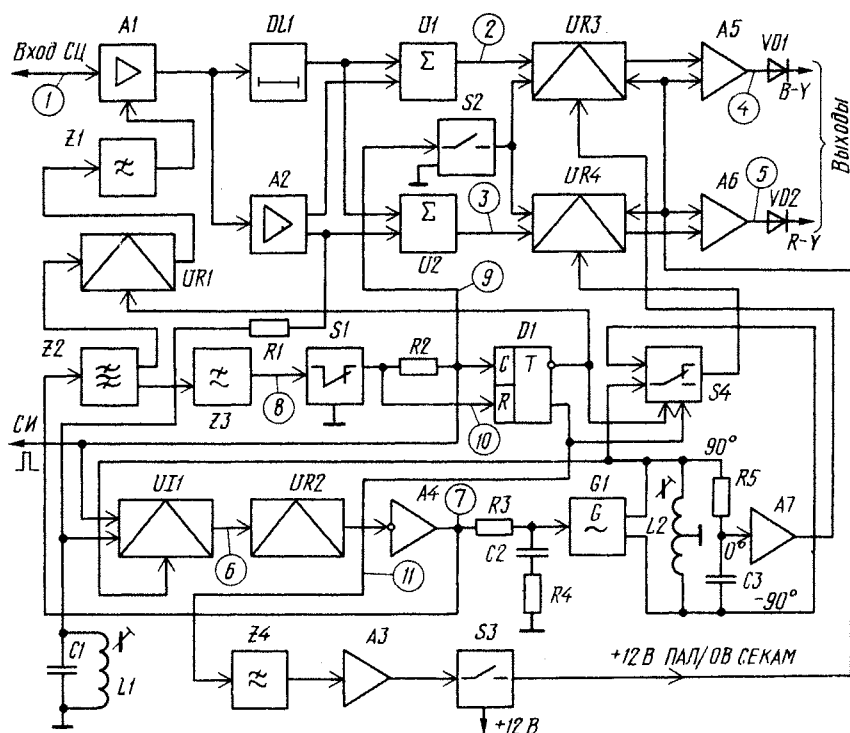 A1
DL1
U1
2
UR3
A5
VD1
Вход СЦ
1
Σ
S2
4
B-Y
Z1
A2
UR4
A6
5
VD2
Выходы
Σ
3
R-Y
U2
UR1
9
S1
D1
Z2
R1
R2
C
T
R
S4
8
10
Z3
СИ
90°
UI1
UR2
A4
7
R3
G1
G
L2
R5
A7
6
C2
0°
11
R4
C3
-90°
Z4
A3
S3
C1
L1
+12 В ПАЛ/ОВ СЕКАМ
+12 В